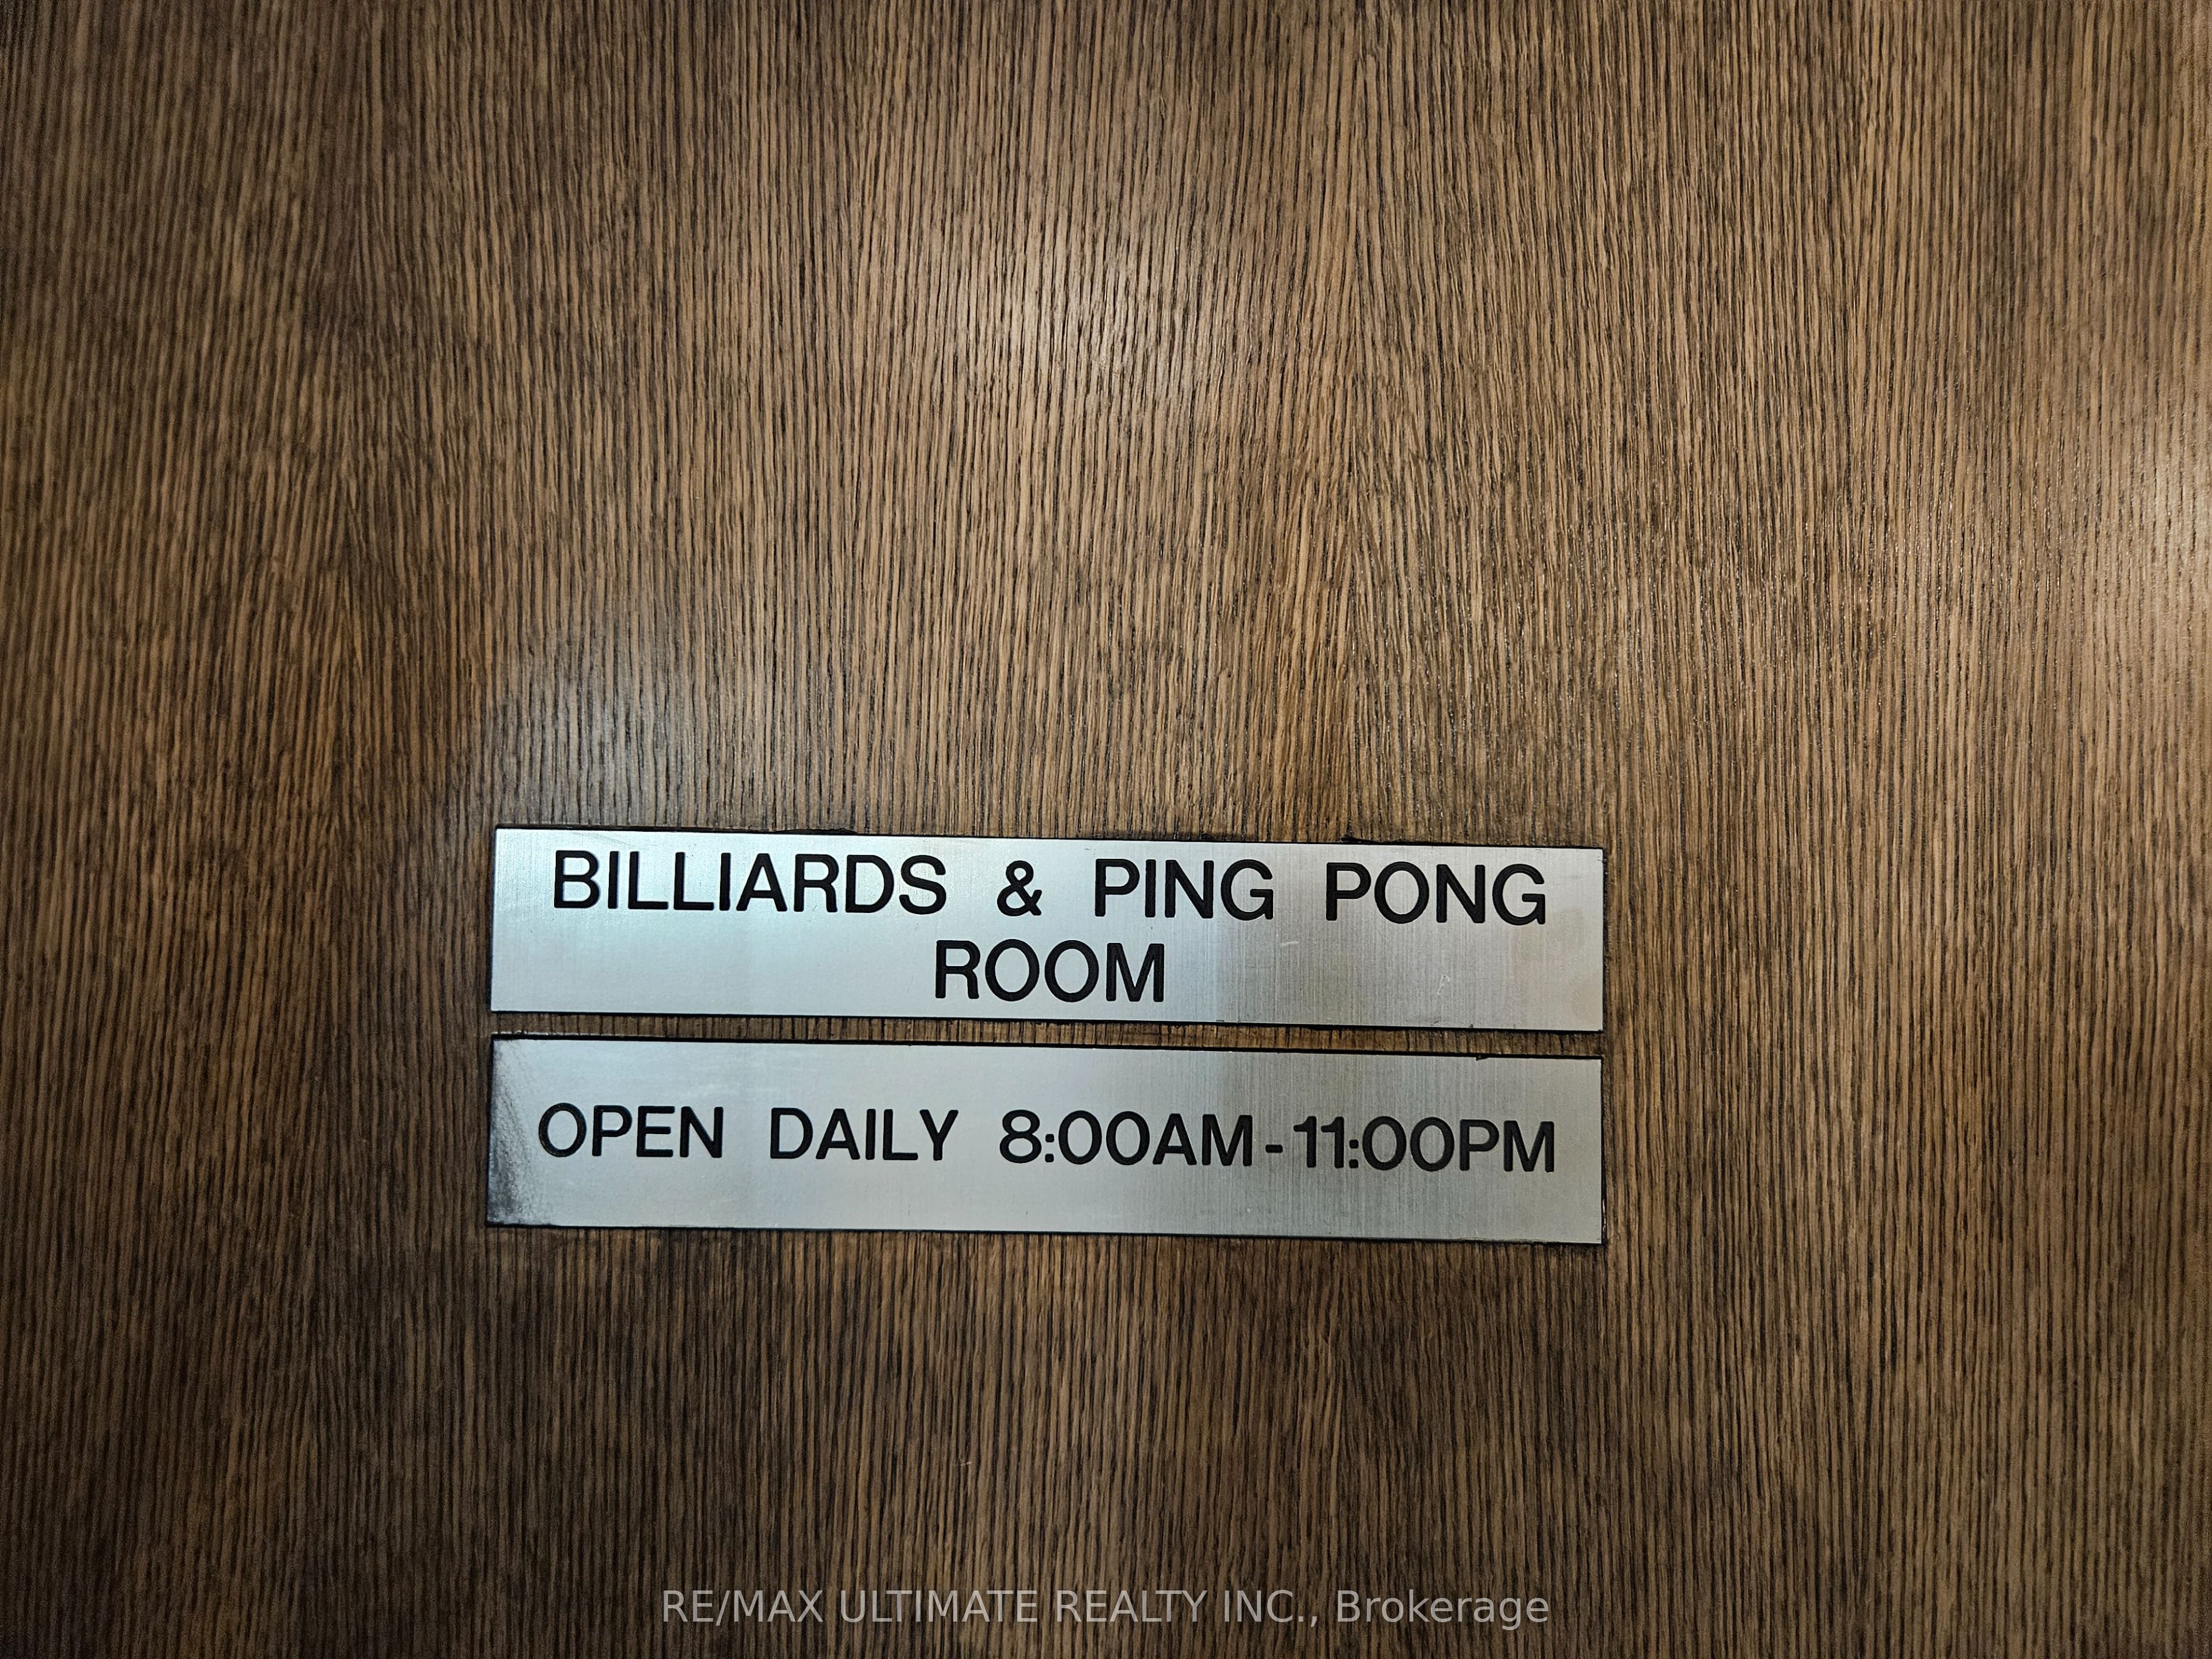 BILLIARDS & PING PONG
ROOM
OPEN DAILY 8:00AM-11:00PM
RE/MAX ULTIMATE REALTY INC., Brokerage